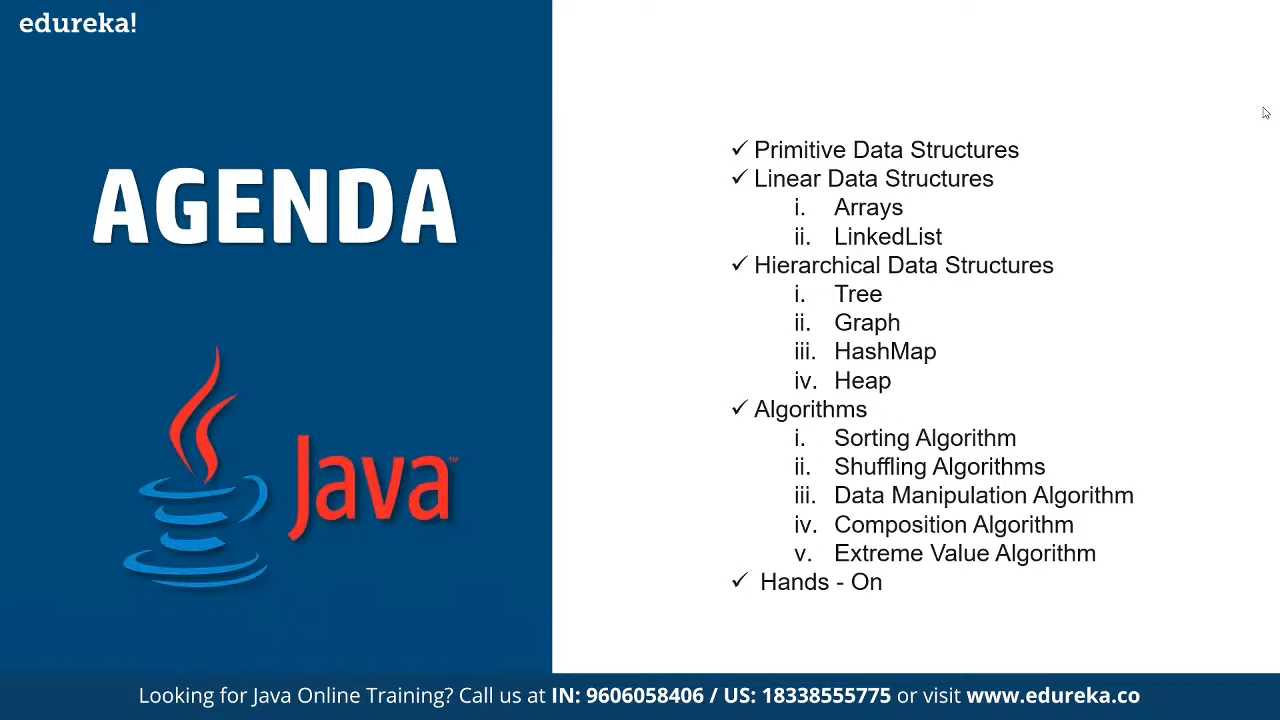 edureka!
AGENDA
Java™
✓ Primitive Data Structures
✓ Linear Data Structures
i. Arrays
ii. LinkedList
✓ Hierarchical Data Structures
i. Tree
ii. Graph
iii. HashMap
iv. Heap
✓ Algorithms
i. Sorting Algorithm
ii. Shuffling Algorithms
iii. Data Manipulation Algorithm
iv. Composition Algorithm
v. Extreme Value Algorithm
✓ Hands - On
Looking for Java Online Training? Call us at IN: 9606058406 / US: 18338555775 or visit www.edureka.co